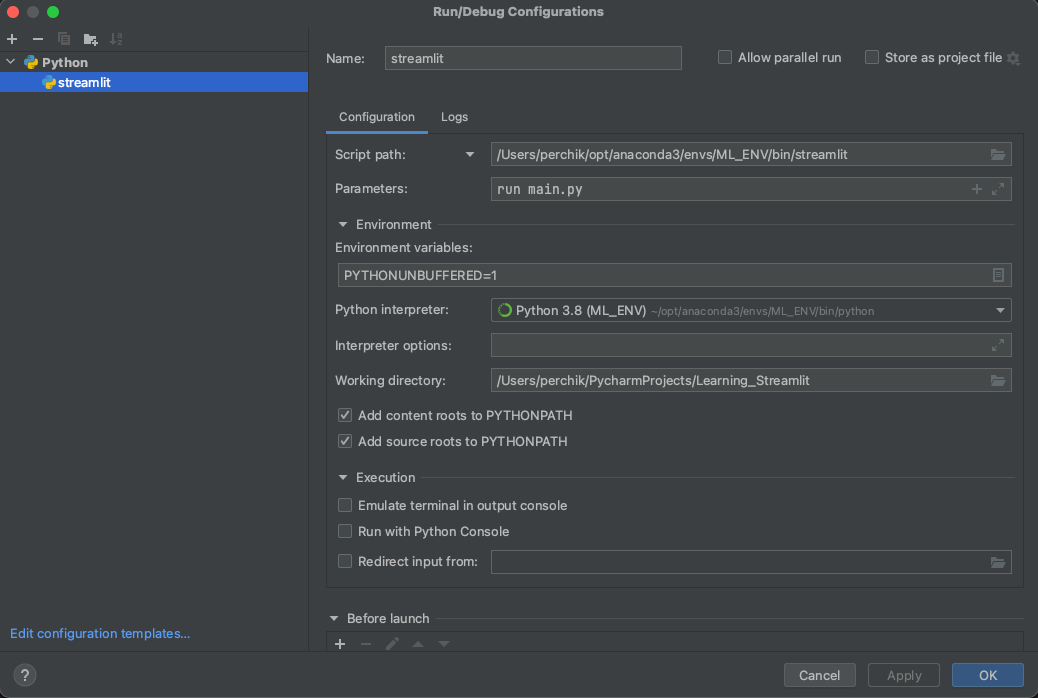 Run/Debug Configurations
Python
streamlit
Edit configuration templates...
Name: streamlit Allow parallel run Store as project file
Configuration Logs
Script path: /Users/perchik/opt/anaconda3/envs/ML_ENV/bin/streamlit
Parameters: run main.py
Environment
Environment variables:
PYTHONUNBUFFERED=1
Python interpreter: Python 3.8 (ML_ENV) ~/opt/anaconda3/envs/ML_ENV/bin/python
Interpreter options:
Working directory: /Users/perchik/PycharmProjects/Learning_Streamlit
Add content roots to PYTHONPATH
Add source roots to PYTHONPATH
Execution
Emulate terminal in output console
Run with Python Console
Redirect input from:
Before launch
? Cancel Apply OK